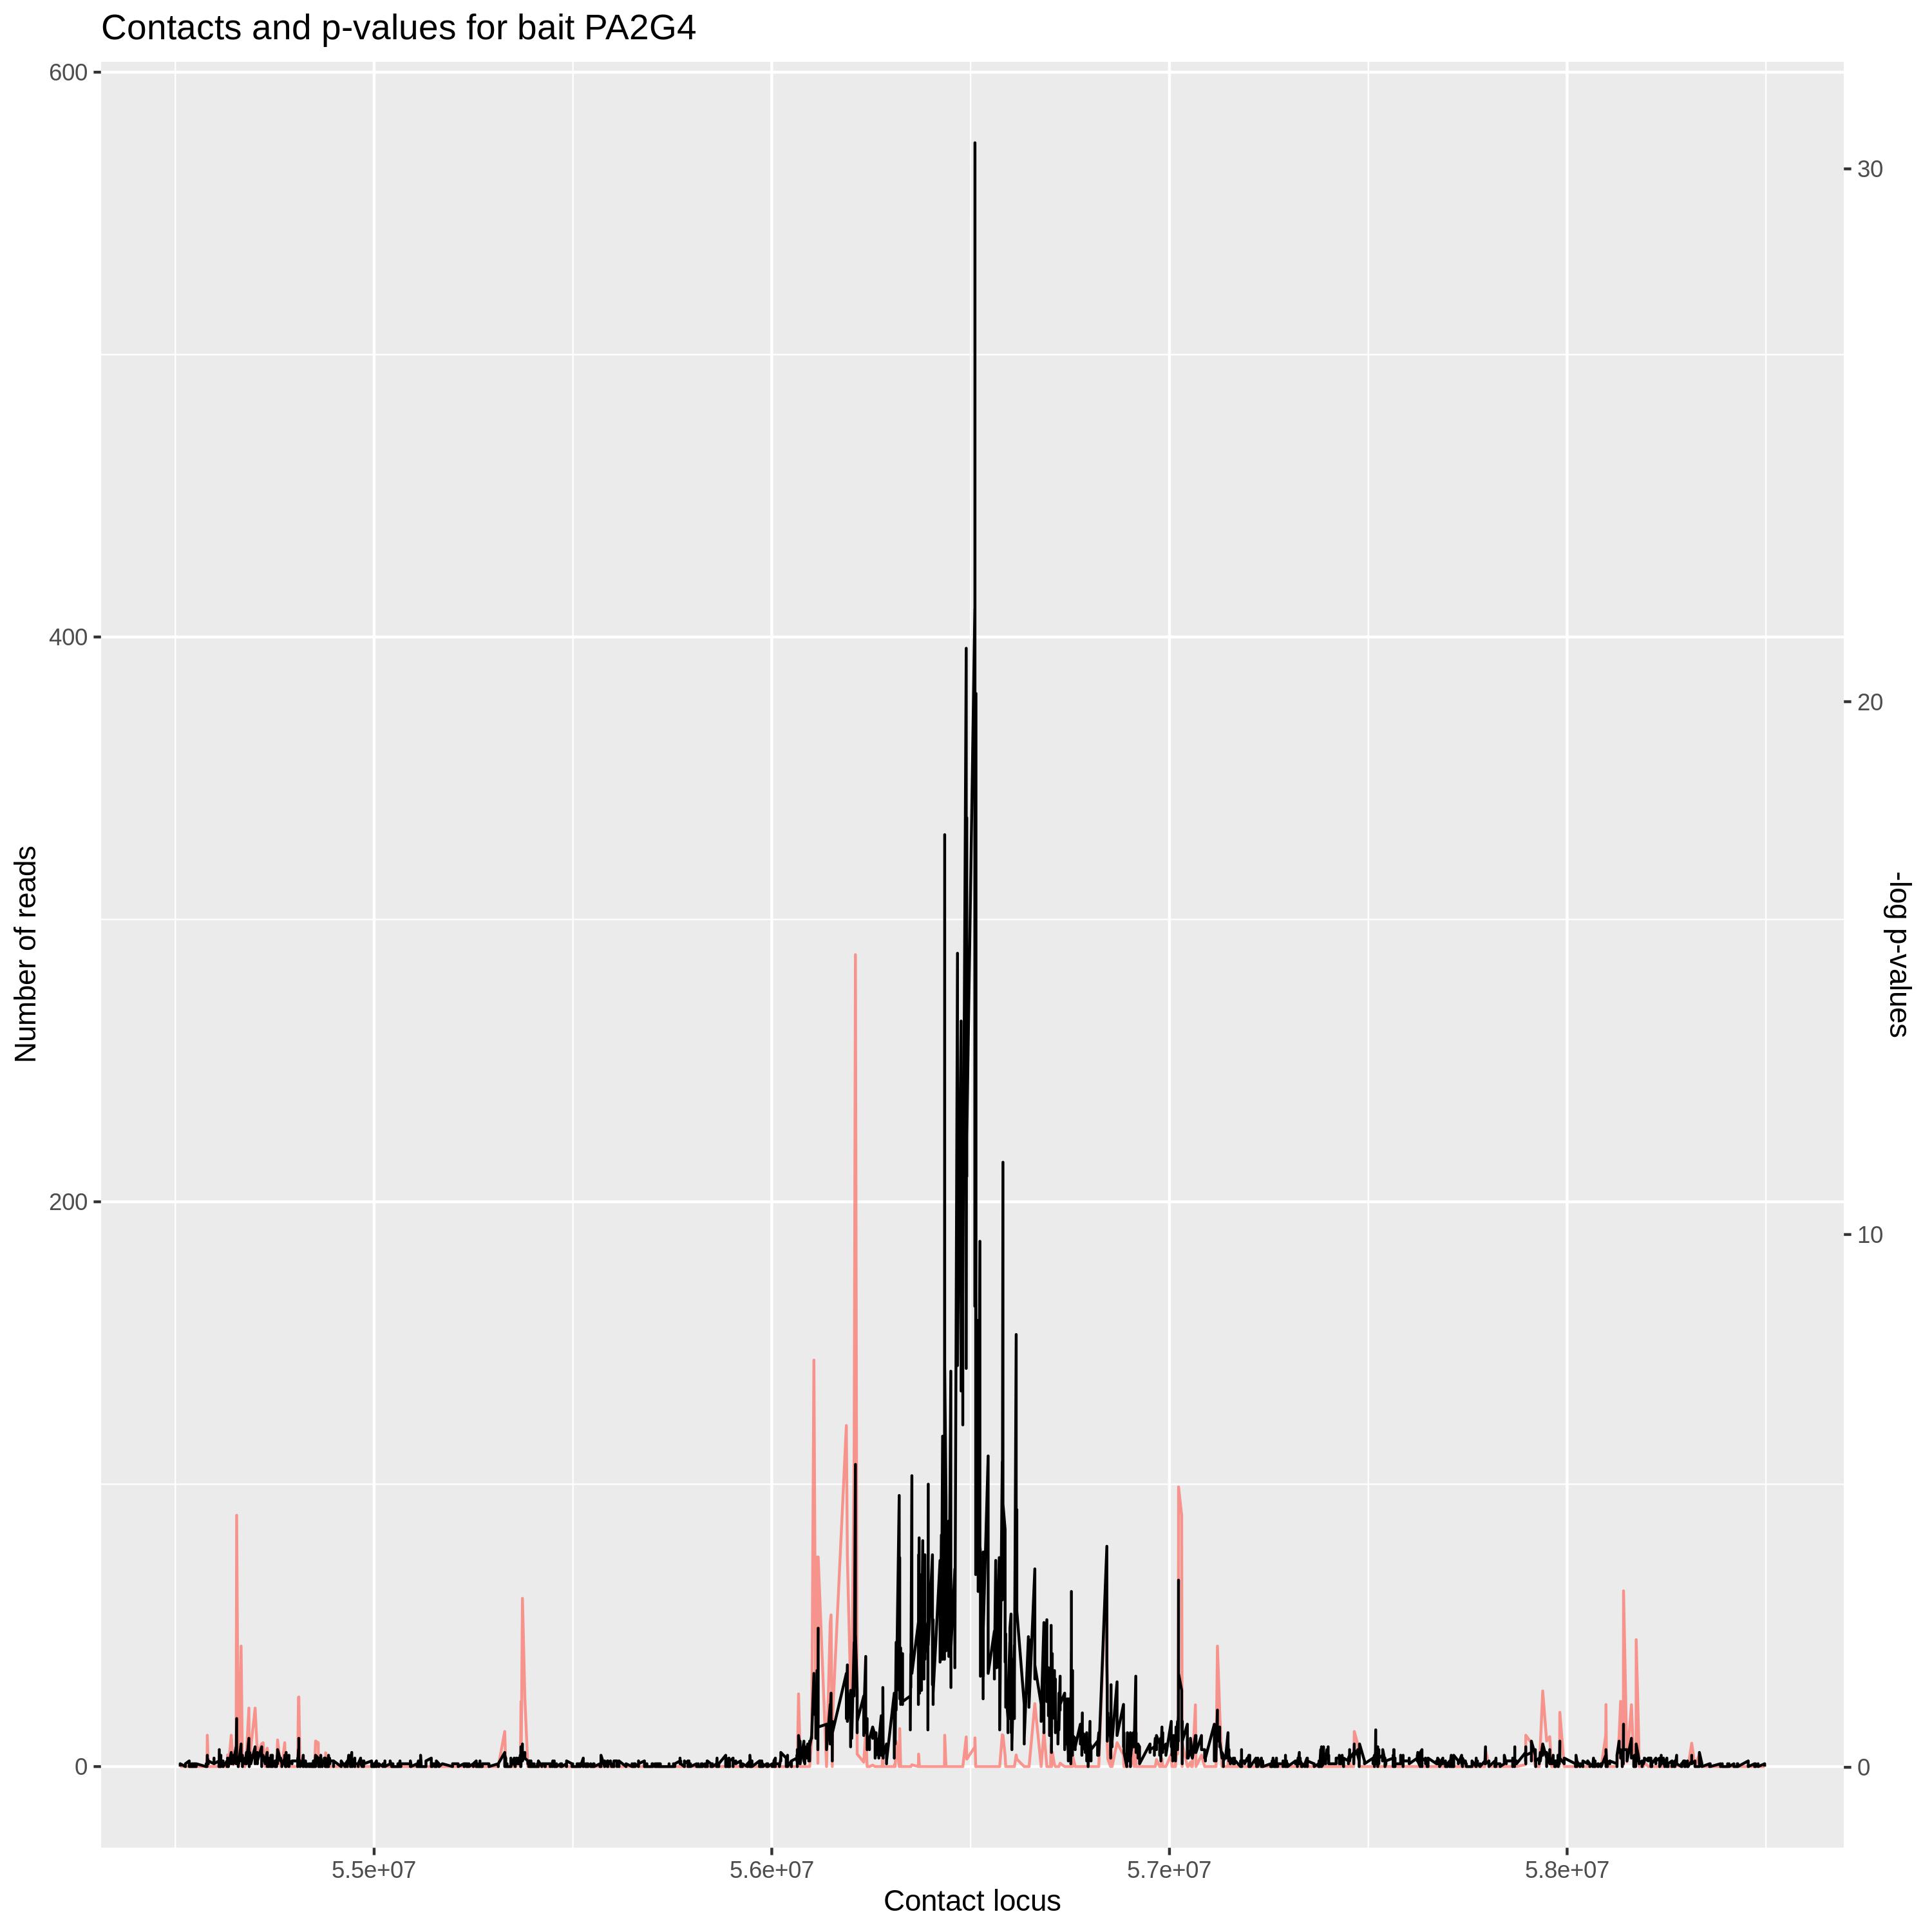 Contacts and p-values for bait PA2G4
600
400
200
0
Number of reads
30
20
10
0
-log p-values
5.5e+07 5.6e+07 5.7e+07 5.8e+07
Contact locus